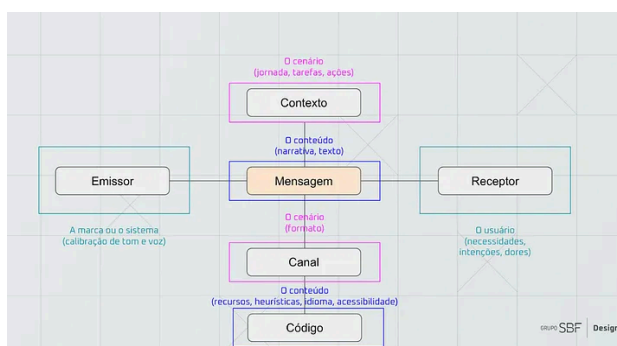 O cenário
(jornada, tarefas, ações)
Contexto
O conteúdo
(narrativa, texto)
Emissor
Mensagem
Receptor
A marca ou o sistema
(calibração de tom e voz)
O cenário
(formato)
O usuário
(necessidades,
intenções, dores)
Canal
O conteúdo
(recursos, heurísticas, idioma, acessibilidade)
Código
GRUPO SBF Design